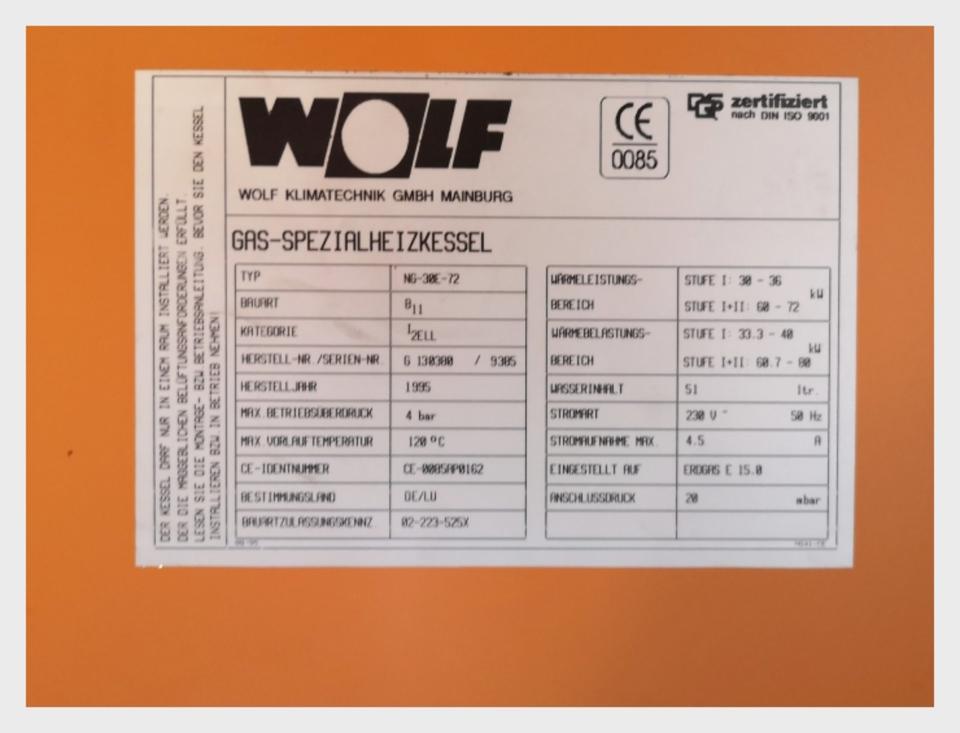 WOLF
WOLF KLIMATECHNIK GMBH MAINBURG
CE
0085
DQS zertifiziert
nach DIN ISO 9001
GAS-SPEZIALHEIZKESSEL
TYP NG-30E-72
BAUART B11
KATEGORIE I2ELL
HERSTELL-NR./SERIEN-NR. G 130380 / 9305
HERSTELLJAHR 1995
MAX. BETRIEBSÜBERDRUCK 4 bar
MAX. VORLAUFTEMPERATUR 120 °C
CE-IDENTNUMMER CE-0085AP0162
BESTIMMUNGSLAND DE/LU
BAUARTZULASSUNGSKENNZ. 02-223-525X
WÄRMELEISTUNGS- STUFE I: 30 - 36
kW
BEREICH STUFE I+II: 60 - 72
WÄRMEBELASTUNGS- STUFE I: 33.3 - 40
kW
BEREICH STUFE I+II: 60.7 - 80
WASSERINHALT 51 ltr.
STROMART 230 V ~ 50 Hz
STROMAUFNAHME MAX. 4.5 A
EINGESTELLT AUF ERDGAS E 15.0
ANSCHLUSSDRUCK 20 mbar
DER KESSEL DARF NUR IN EINEM RAUM INSTALLIERT WERDEN,
DER DIE MAßGEBLICHEN BELÜFTUNGSANFORDERUNGEN ERFÜLLT.
LESEN SIE DIE MONTAGE- BZW.BETRIEBSANLEITUNG, BEVOR SIE DEN KESSEL
INSTALLIEREN BZW IN BETRIEB NEHMEN!